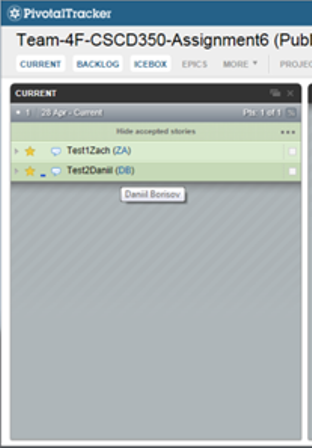 PivotalTracker
Team-4F-CSCD350-Assignment6 (Publ
CURRENT BACKLOG ICEBOX EPICS MORE PROJEC
CURRENT
1 28 Apr - Current Pts: 1 of 1
Hide accepted stories
Test1Zach (ZA)
Test2Daniil (DB)
Daniil Borisov